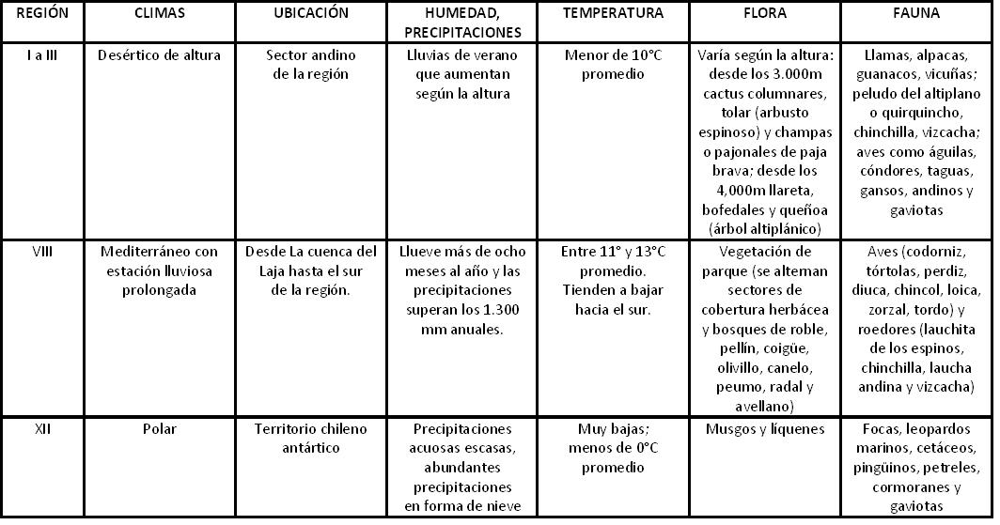 REGIÓN
CLIMAS
UBICACIÓN
HUMEDAD,
PRECIPITACIONES
TEMPERATURA
FLORA
FAUNA
I a III
Desértico de altura
Sector andino
de la región
Lluvias de verano
que aumentan
según la altura
Menor de 10°C
promedio
Varía según la altura:
desde los 3.000m
cactus columnares,
tolar (arbusto
espinoso) y champas
o pajonales de paja
brava; desde los
4,000m llareta,
bofedales y queñoa
(árbol altiplánico)
Llamas, alpacas,
guanacos, vicuñas;
peludo del altiplano
o quirquincho,
chinchilla, vizcacha;
aves como águilas,
cóndores, taguas,
gansos, andinos y
gaviotas
VIII
Mediterráneo con
estación lluviosa
prolongada
Desde La cuenca del
Laja hasta el sur
de la región.
Llueve más de ocho
meses al año y las
precipitaciones
superan los 1.300
mm anuales.
Entre 11° y 13°C
promedio.
Tienden a bajar
hacia el sur.
Vegetación de
parque (se alternan
sectores de
cobertura herbácea
y bosques de roble,
pellín, coigüe,
olivillo, canelo,
peumo, radal y
avellano)
Aves (codorniz,
tórtolas, perdiz,
diuca, chincol, loica,
zorzal, tordo) y
roedores (lauchita
de los espinos,
chinchilla, laucha
andina y vizcacha)
XII
Polar
Territorio chileno
antártico
Precipitaciones
acuosas escasas,
abundantes
precipitaciones
en forma de nieve
Muy bajas;
menos de 0°C
promedio
Musgos y líquenes
Focas, leopardos
marinos, cetáceos,
pingüinos, petreles,
cormoranes y
gaviotas